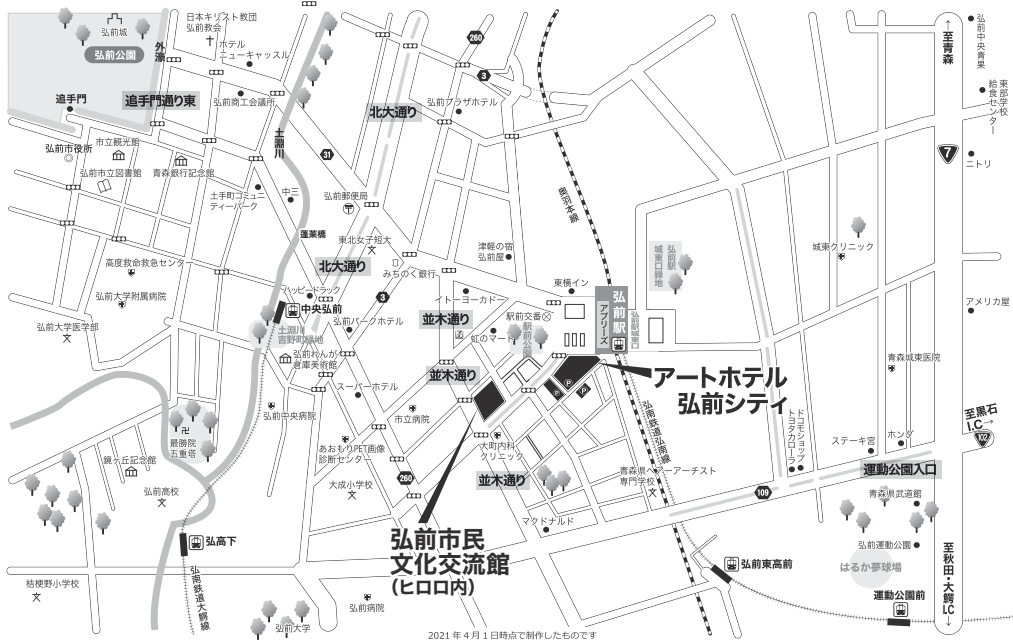 日本キリスト教団
弘前教会
弘前城
弘前公園
外濠
ホテル
ニューキャッスル
追手門
追手門通り東
弘前商工会議所
土淵川
北大通り
弘前プラザホテル
260
3
31
至青森
弘前中央青果
東部学校
給食センター
7
ニトリ
弘前市役所
市立観光館
弘前市立図書館
青森銀行記念館
土手町コミュニ
ティーパーク
中三
弘前郵便局
蓬莱橋
東北女子短大
北大通り
みちのく銀行
奥羽本線
津軽の宿
弘前屋
弘前駅
城東口緑地
城東クリニック
高度救命救急センター
弘前大学附属病院
弘前大学医学部
ハッピードラッグ
中央弘前
3
イトーヨーカドー
東横イン
弘前駅
アプリーズ
弘前駅城東口
アメリカ屋
土淵川
吉野町緑地
弘前パークホテル
並木通り
駅前交番
虹のマート
駅前公園
弘前れんが
倉庫美術館
並木通り
スーパーホテル
アートホテル
弘前シティ
P
P
P
青森城東医院
弘前中央病院
市立病院
弘南鉄道弘南線
ドコモショップ
トヨタカローラ
ステーキ宮
ホンダ
至黒石
I.C
102
最勝院
五重塔
鏡ヶ丘記念館
あおもりPET画像
診断センター
大町内科
クリニック
並木通り
260
大成小学校
青森県ヘアーアーチスト
専門学校
109
運動公園入口
青森県武道館
弘前高校
弘高下
マクドナルド
弘前市民
文化交流館
(ヒロロ内)
弘前運動公園
はるか夢球場
弘前東高前
至秋田・大鰐I.C
桔梗野小学校
弘南鉄道大鰐線
弘前病院
弘前大学
運動公園前
2021年4月1日時点で制作したものです